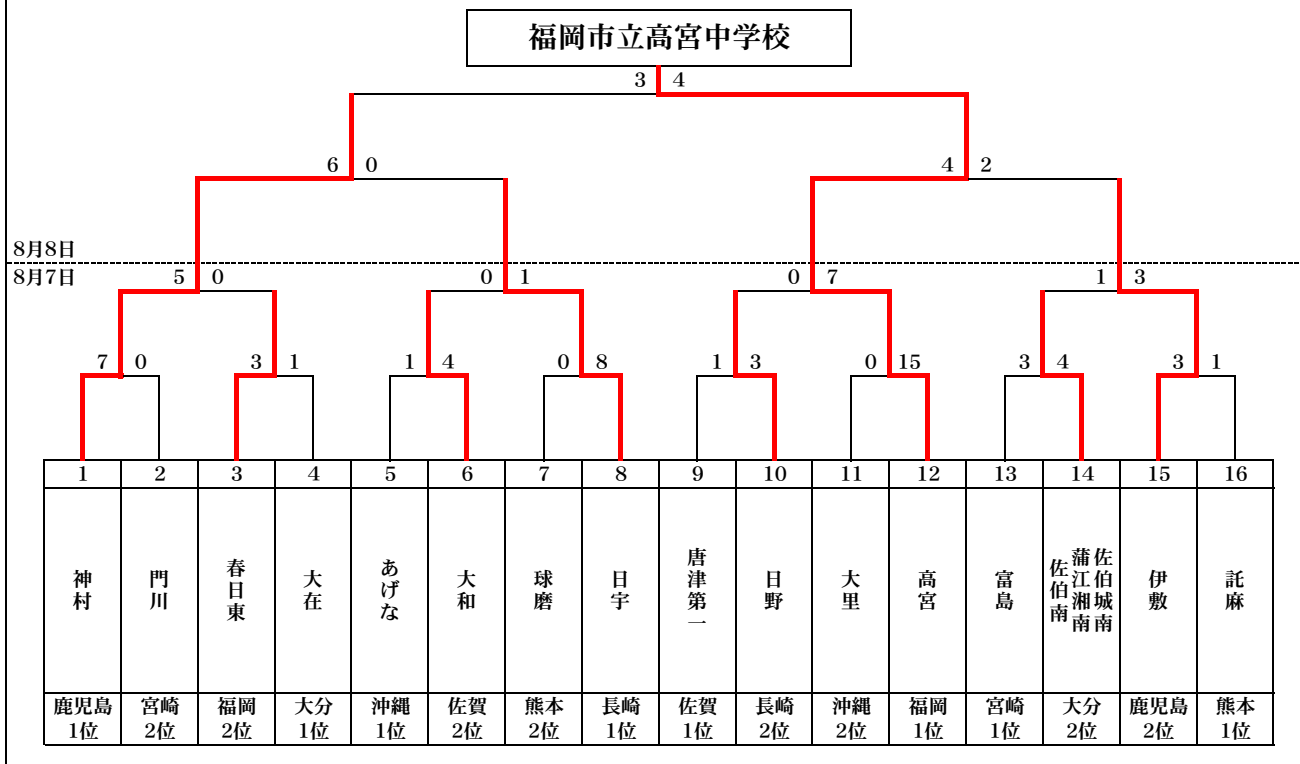 福岡市立高宮中学校
3 4
6 0 4 2
8月8日
8月7日 5 0 0 1 0 7 1 3
7 0 3 1 1 4 0 8 1 3 0 15 3 4 3 1
1 2 3 4 5 6 7 8 9 10 11 12 13 14 15 16
神村
門川
春日東
大在
あげな
大和
球磨
日宇
唐津第一
日野
大里
高宮
富島
佐伯城南
蒲江湘南
佐伯南
伊敷
託麻
鹿児島 宮崎 福岡 大分 沖縄 佐賀 熊本 長崎 佐賀 長崎 沖縄 福岡 宮崎 大分 鹿児島 熊本
1位 2位 2位 1位 1位 2位 2位 1位 1位 2位 2位 1位 1位 2位 2位 1位